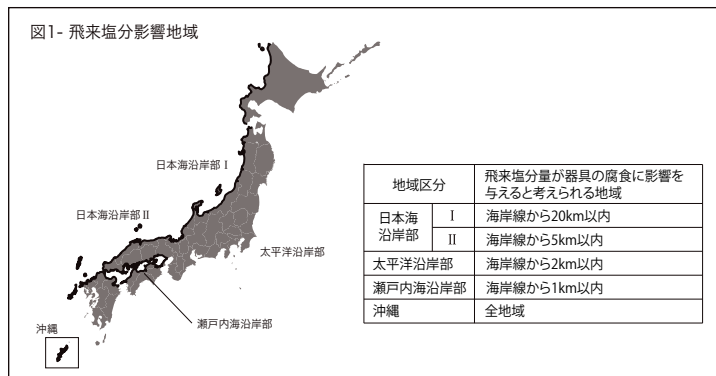 図1- 飛来塩分影響地域
日本海沿岸部Ⅰ
日本海沿岸部Ⅱ
太平洋沿岸部
瀬戸内海沿岸部
沖縄
地域区分
飛来塩分量が器具の腐食に影響を
与えると考えられる地域
日本海
沿岸部
Ⅰ
海岸線から20km以内
Ⅱ
海岸線から5km以内
太平洋沿岸部
海岸線から2km以内
瀬戸内海沿岸部
海岸線から1km以内
沖縄
全地域